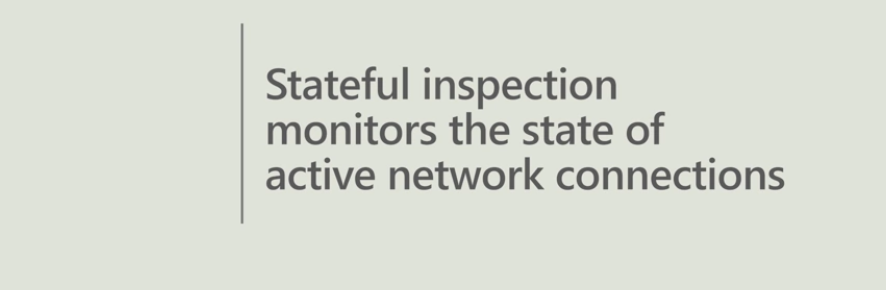 Stateful inspection
monitors the state of
active network connections